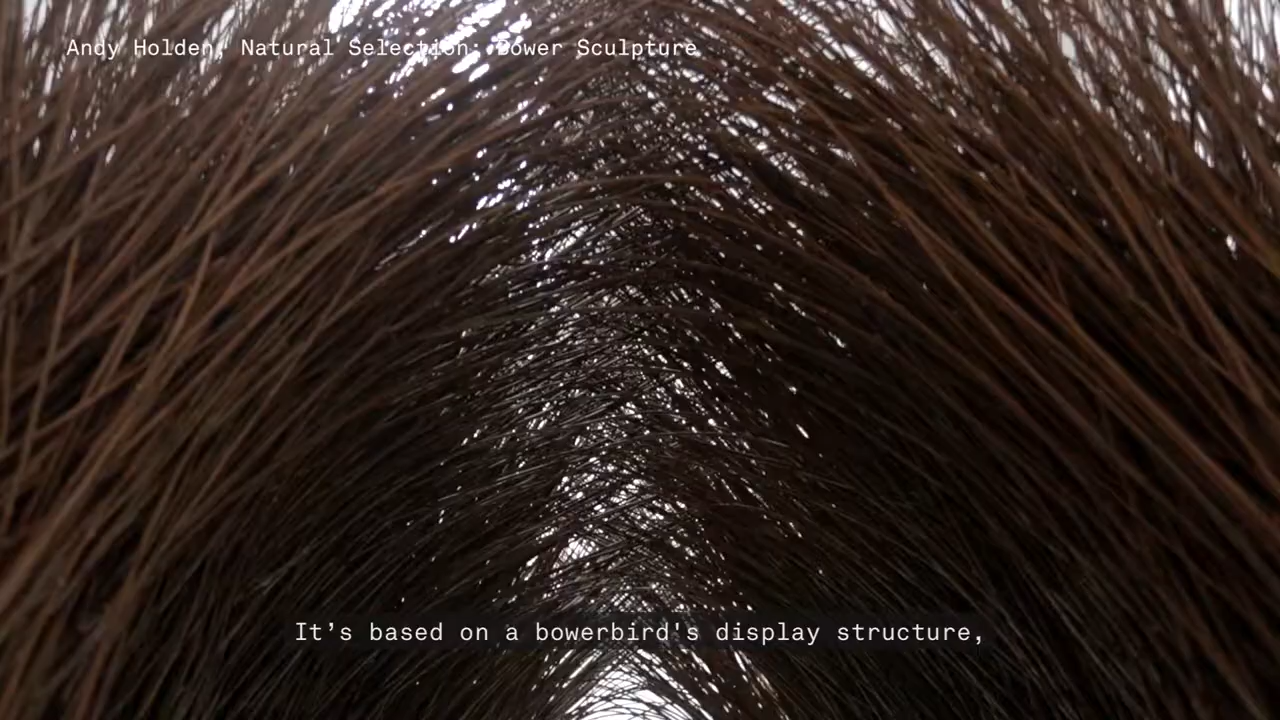 Andy Holden, Natural Selection: Bower Sculpture
It’s based on a bowerbird's display structure,